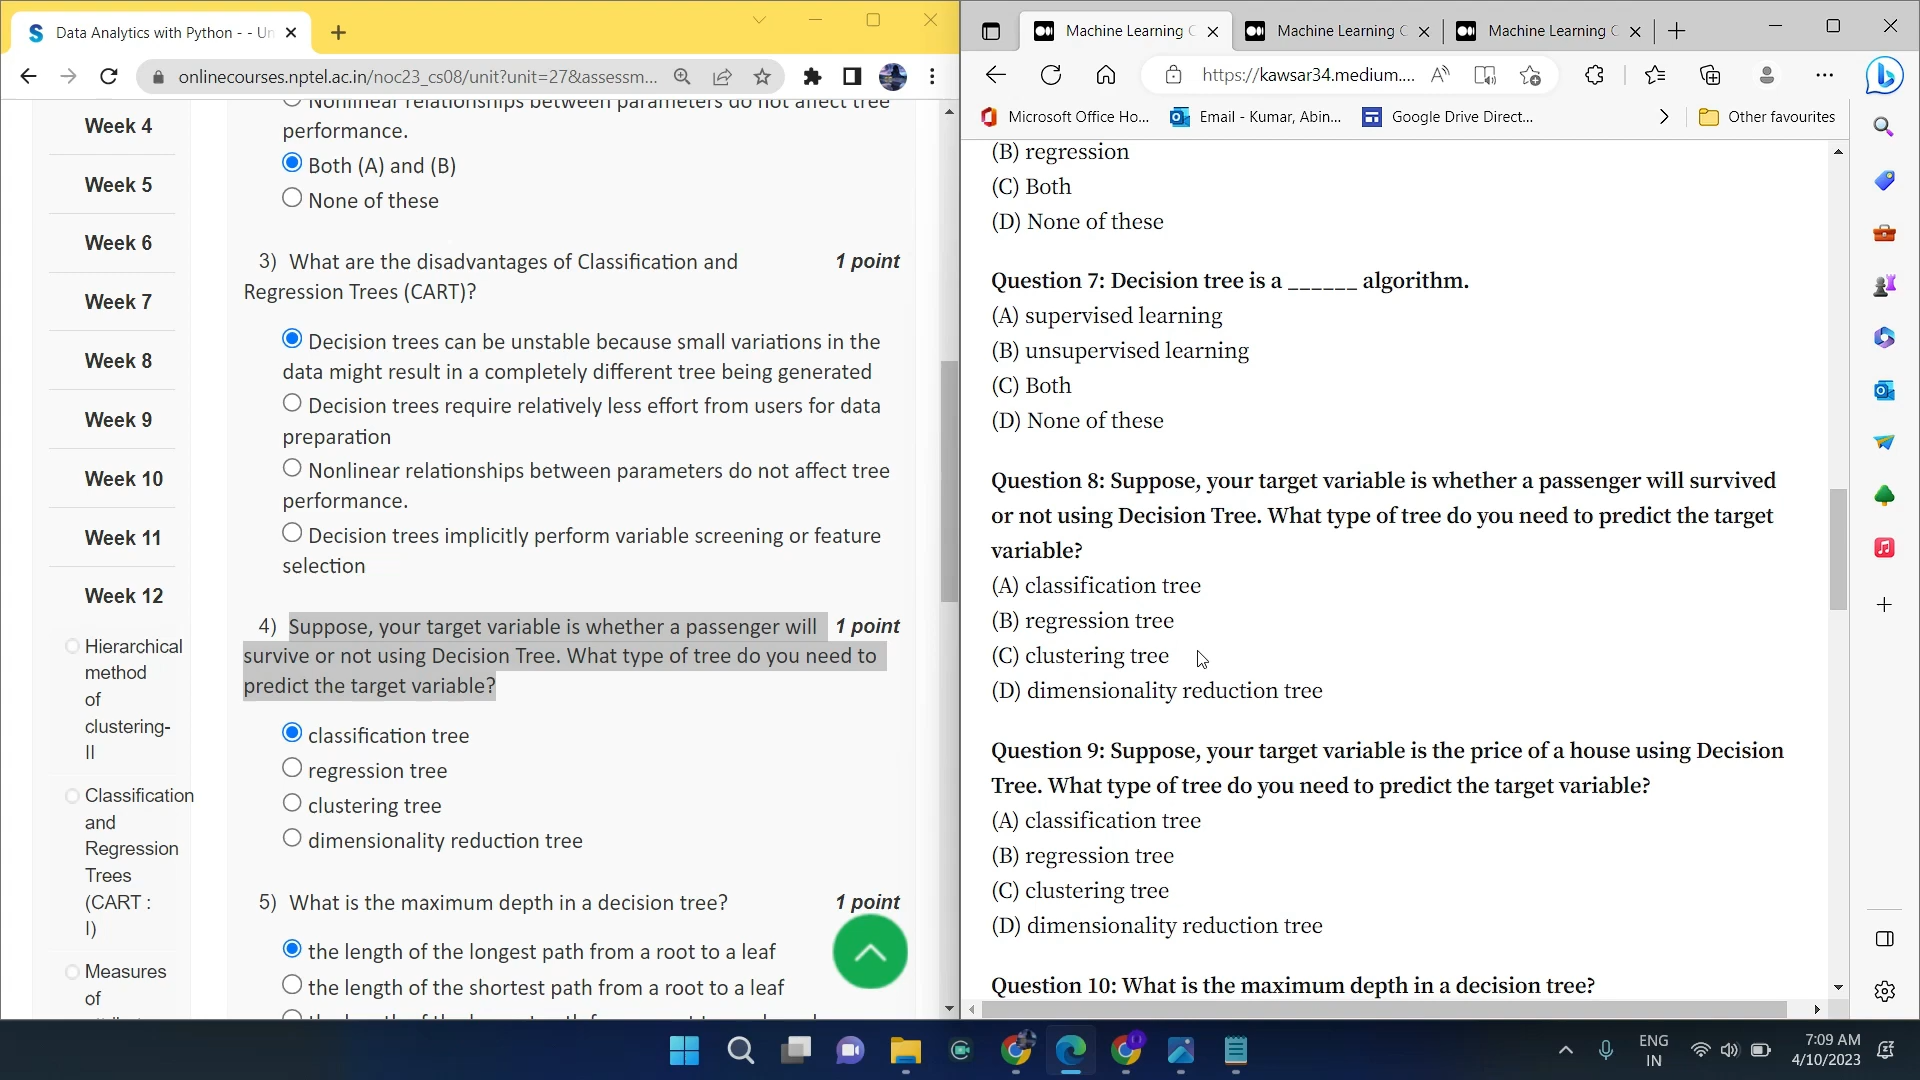 Data Analytics with Python - - Un
onlinecourses.nptel.ac.in/noc23_cs08/unit?unit=27&assessm...
Week 4
Week 5
Week 6
Week 7
Week 8
Week 9
Week 10
Week 11
Week 12
Hierarchical
method
of
clustering-
II
Classification
and
Regression
Trees
(CART :
I)
Measures
of
Nonlinear relationships between parameters do not affect tree
performance.
Both (A) and (B)
None of these
3) What are the disadvantages of Classification and 1 point
Regression Trees (CART)?
Decision trees can be unstable because small variations in the
data might result in a completely different tree being generated
Decision trees require relatively less effort from users for data
preparation
Nonlinear relationships between parameters do not affect tree
performance.
Decision trees implicitly perform variable screening or feature
selection
4) Suppose, your target variable is whether a passenger will 1 point
survive or not using Decision Tree. What type of tree do you need to
predict the target variable?
classification tree
regression tree
clustering tree
dimensionality reduction tree
5) What is the maximum depth in a decision tree? 1 point
the length of the longest path from a root to a leaf
the length of the shortest path from a root to a leaf
Machine Learning C
Machine Learning C
Machine Learning C
https://kawsar34.medium....
Microsoft Office Ho...
Email - Kumar, Abin...
Google Drive Direct...
Other favourites
(B) regression
(C) Both
(D) None of these
Question 7: Decision tree is a ______ algorithm.
(A) supervised learning
(B) unsupervised learning
(C) Both
(D) None of these
Question 8: Suppose, your target variable is whether a passenger will survived
or not using Decision Tree. What type of tree do you need to predict the target
variable?
(A) classification tree
(B) regression tree
(C) clustering tree
(D) dimensionality reduction tree
Question 9: Suppose, your target variable is the price of a house using Decision
Tree. What type of tree do you need to predict the target variable?
(A) classification tree
(B) regression tree
(C) clustering tree
(D) dimensionality reduction tree
Question 10: What is the maximum depth in a decision tree?
ENG
IN
7:09 AM
4/10/2023